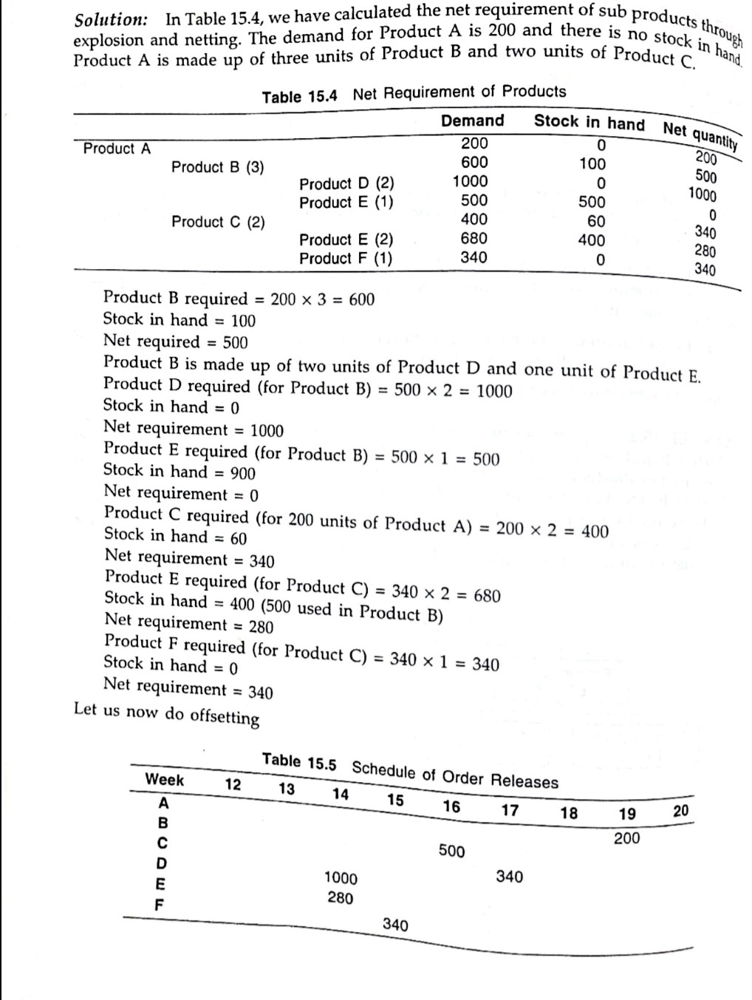 Solution: In Table 15.4, we have calculated the net requirement of sub products through
explosion and netting. The demand for Product A is 200 and there is no stock in hand.
Product A is made up of three units of Product B and two units of Product C.
Table 15.4 Net Requirement of Products
Demand Stock in hand Net quantity
Product A 200 0 200
Product B (3) 600 100 500
Product D (2) 1000 0 1000
Product E (1) 500 500 0
Product C (2) 400 60 340
Product E (2) 680 400 280
Product F (1) 340 0 340
Product B required = 200 × 3 = 600
Stock in hand = 100
Net required = 500
Product B is made up of two units of Product D and one unit of Product E.
Product D required (for Product B) = 500 × 2 = 1000
Stock in hand = 0
Net requirement = 1000
Product E required (for Product B) = 500 × 1 = 500
Stock in hand = 900
Net requirement = 0
Product C required (for 200 units of Product A) = 200 × 2 = 400
Stock in hand = 60
Net requirement = 340
Product E required (for Product C) = 340 × 2 = 680
Stock in hand = 400 (500 used in Product B)
Net requirement = 280
Product F required (for Product C) = 340 × 1 = 340
Stock in hand = 0
Net requirement = 340
Let us now do offsetting
Table 15.5 Schedule of Order Releases
Week 12 13 14 15 16 17 18 19 20
A 200
B 500
C 340
D 1000
E 280
F 340